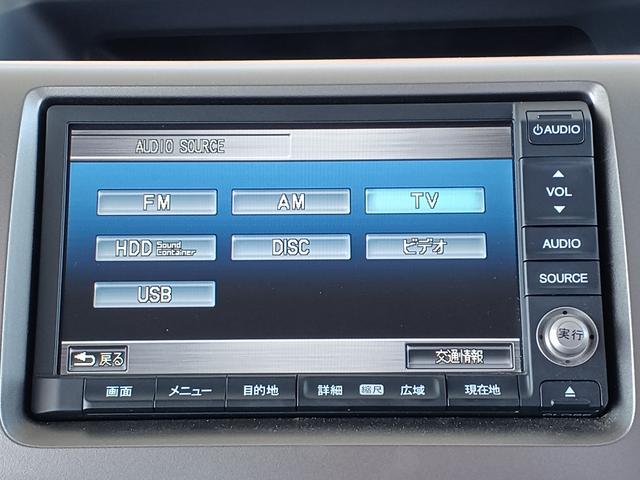 AUDIO SOURCE
FM AM TV
HDD Sound Container DISC ビデオ
USB
戻る 交通情報
AUDIO
VOL
AUDIO
SOURCE
実行
画面 メニュー 目的地 詳細 縮尺 広域 現在地